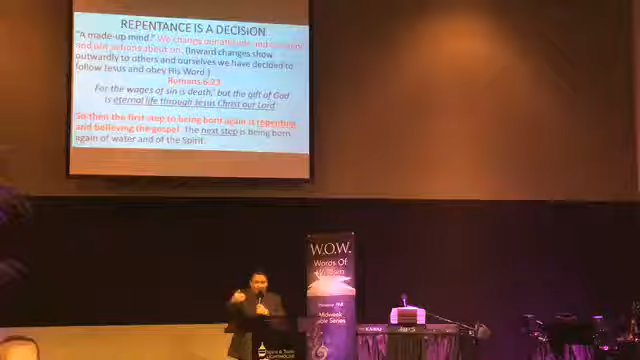 REPENTANCE IS A DECISION
"A made-up mind." We change our attitude and opinion
and our actions about sin. (Inward changes show
outwardly to others and ourselves we have decided to
follow Jesus and obey His Word.)
Romans 6:23
For the wages of sin is death; but the gift of God
is eternal life through Jesus Christ our Lord
So then the first step to being born again is repenting
and believing the gospel. The next step is being born
again of water and of the Spirit.
W.O.W.
Words Of
Midweek
Series
KAWAI